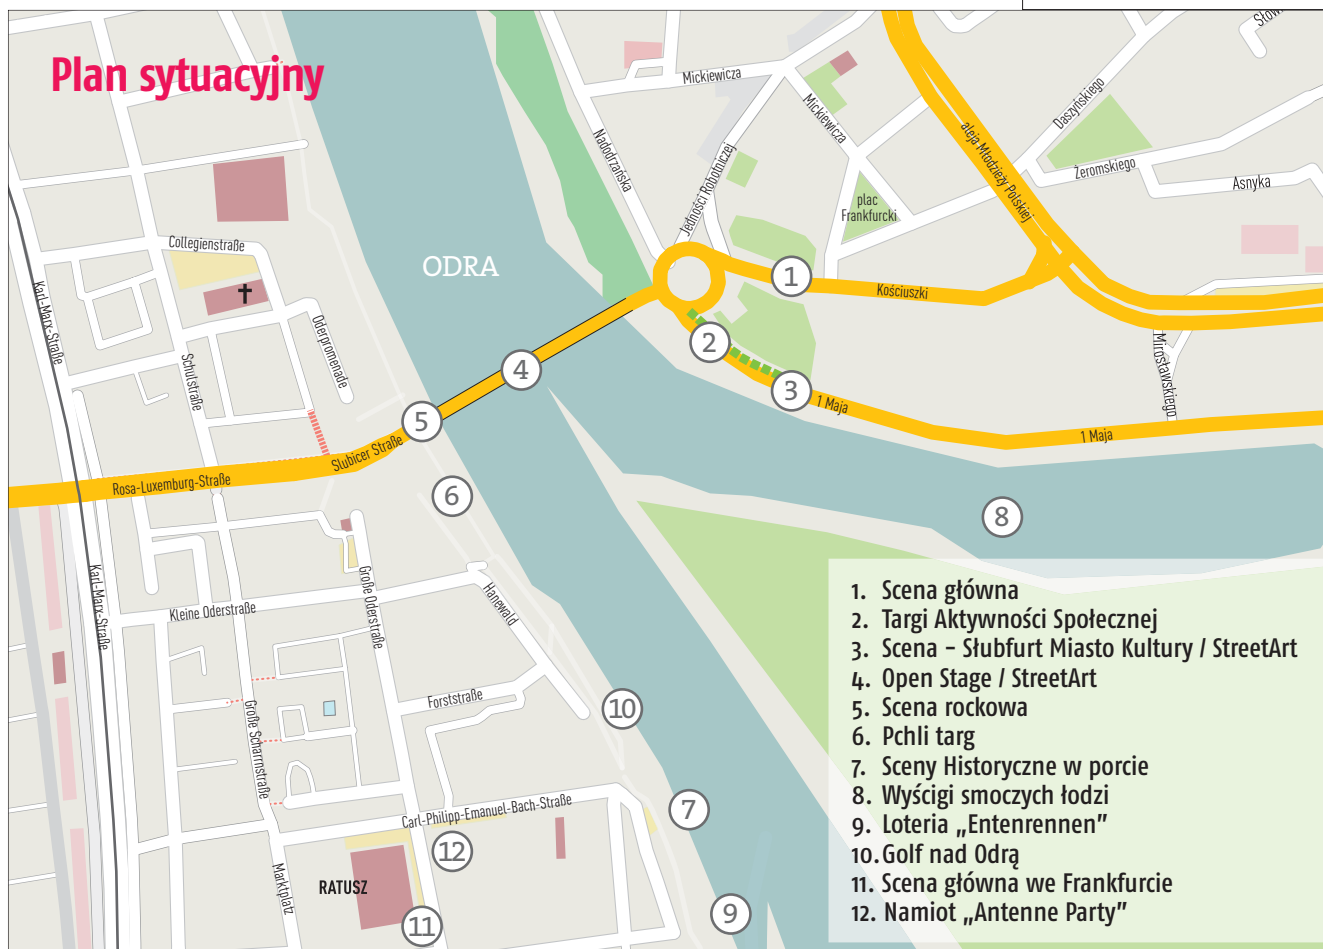 Plan sytuacyjny
Słow
Mickiewicza
Mickiewicza
Daszyńskiego
aleja Młodzieży Polskiej
Nadodrzańska
Jedności Robotniczej
Żeromskiego
Asnyka
plac
Frankfurcki
Collegienstraße
ODRA
1
Kościuszki
Karl-Marx-Straße
Oderpromenade
2
Mirosławskiego
Schulstraße
4
3
1 Maja
5
1 Maja
Slubicer Straße
Rosa-Luxemburg-Straße
6
8
Karl-Marx-Straße
Große Oderstraße
Kleine Oderstraße
Hanewald
Forststraße
10
Große Scharrnstraße
Carl-Philipp-Emanuel-Bach-Straße
7
12
RATUSZ
Marktplatz
11
9
1. Scena główna
2. Targi Aktywności Społecznej
3. Scena – Słubfurt Miasto Kultury / StreetArt
4. Open Stage / StreetArt
5. Scena rockowa
6. Pchli targ
7. Sceny Historyczne w porcie
8. Wyścigi smoczych łodzi
9. Loteria „Entenrennen”
10. Golf nad Odrą
11. Scena główna we Frankfurcie
12. Namiot „Antenne Party”